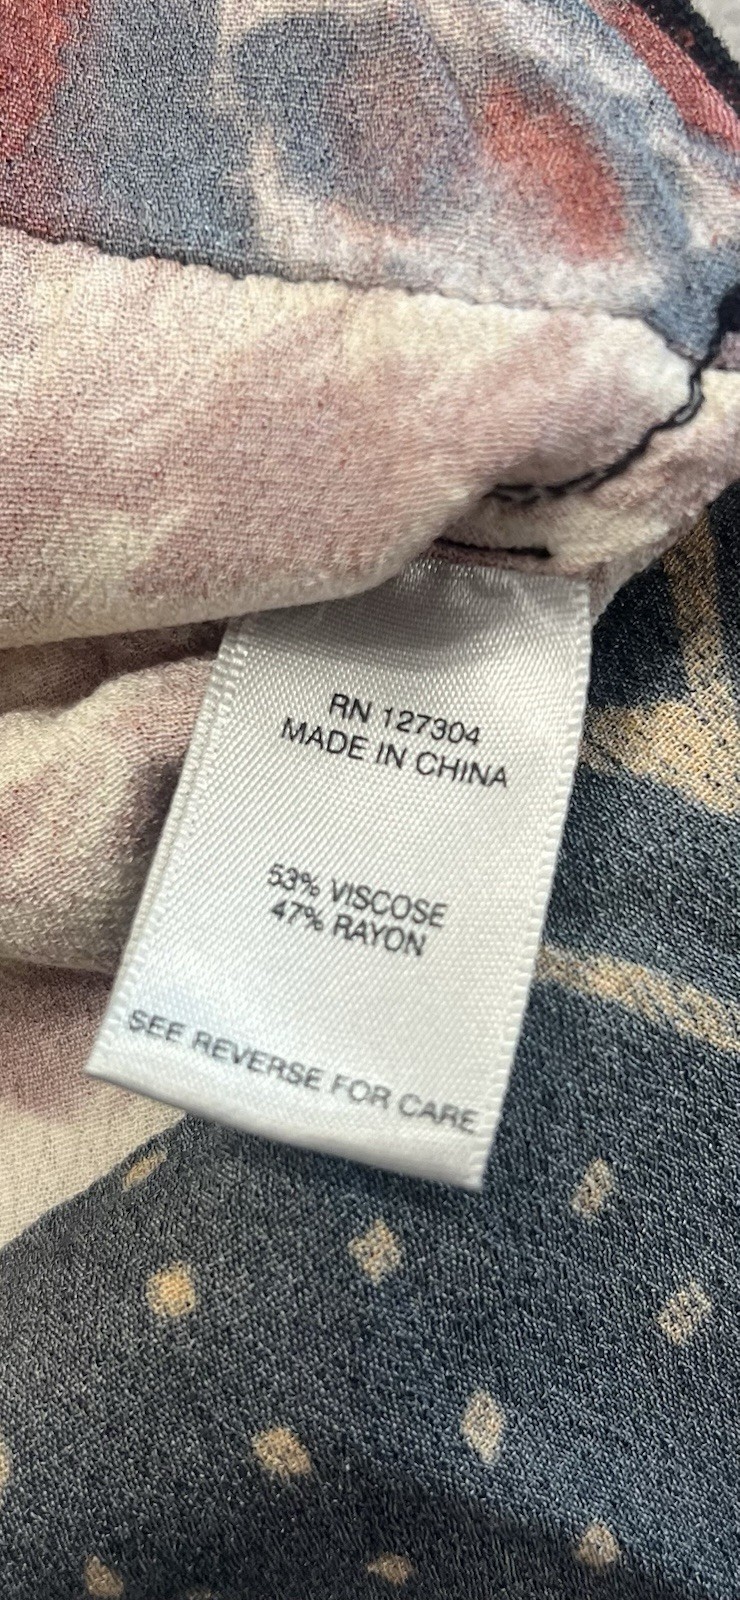 RN 127304
MADE IN CHINA
53% VISCOSE
47% RAYON
SEE REVERSE FOR CARE